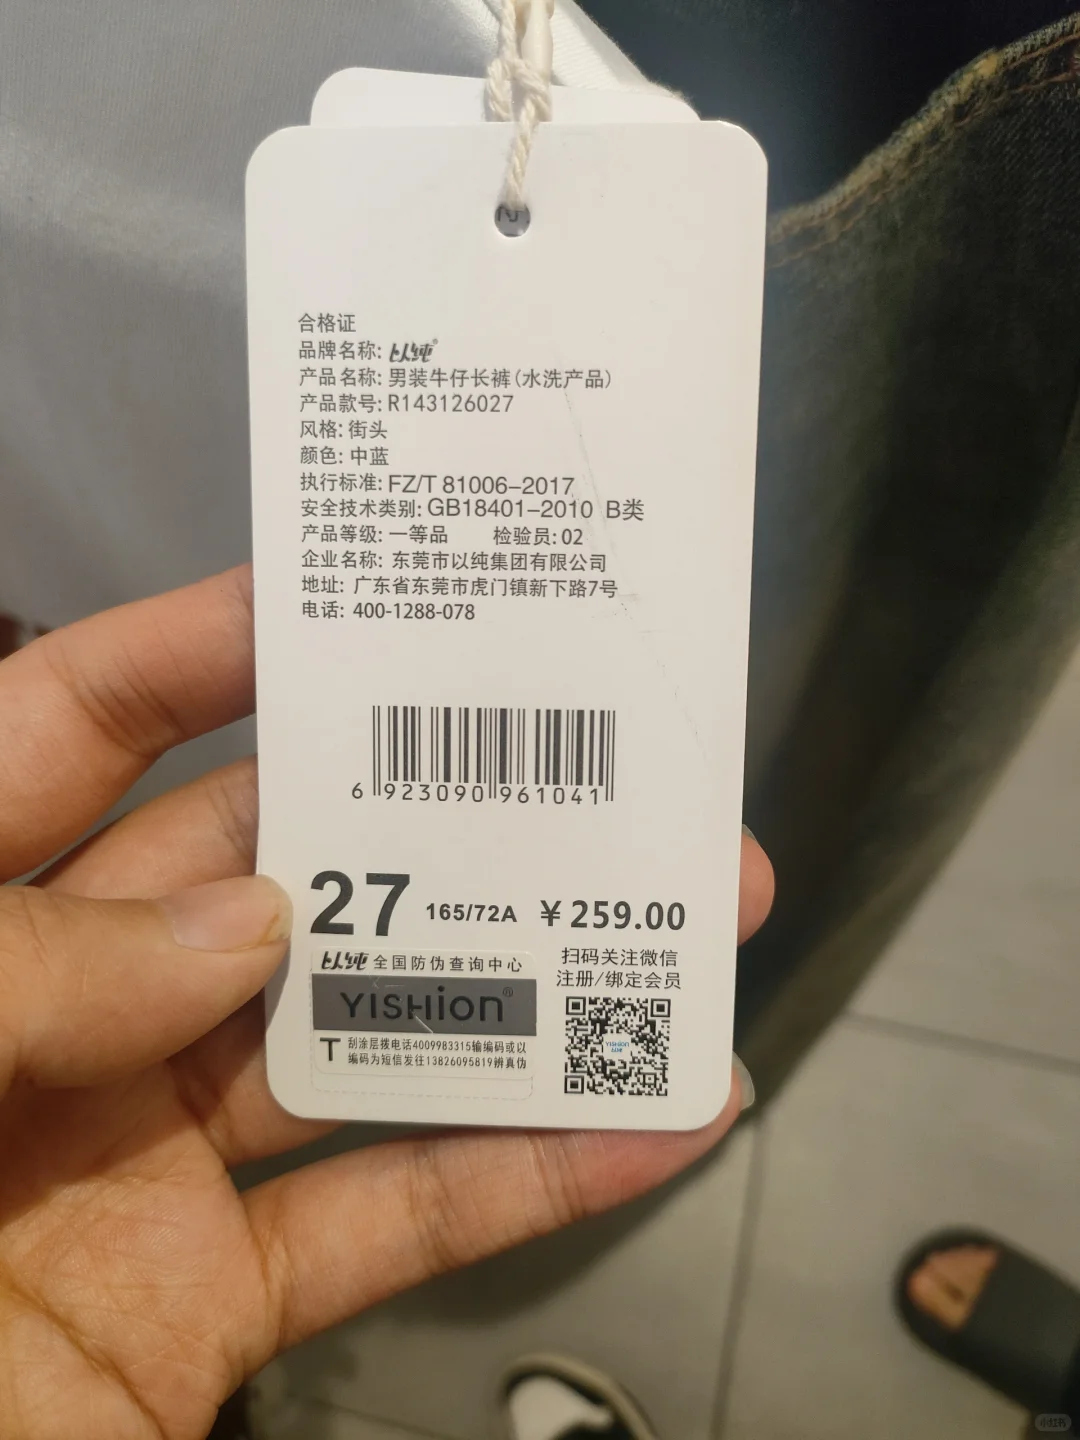 合格证
品牌名称: 以纯®
产品名称: 男装牛仔长裤(水洗产品)
产品款号: R143126027
风格: 街头
颜色: 中蓝
执行标准: FZ/T 81006-2017
安全技术类别: GB18401-2010 B类
产品等级: 一等品 检验员: 02
企业名称: 东莞市以纯集团有限公司
地址: 广东省东莞市虎门镇新下路7号
电话: 400-1288-078
6 923090 961041
27 165/72A ￥259.00
以纯 全国防伪查询中心
YISHION®
T 刮涂层拨电话4009983315输编码或以
编码为短信发往13826095819辨真伪
扫码关注微信
注册/绑定会员
小红书